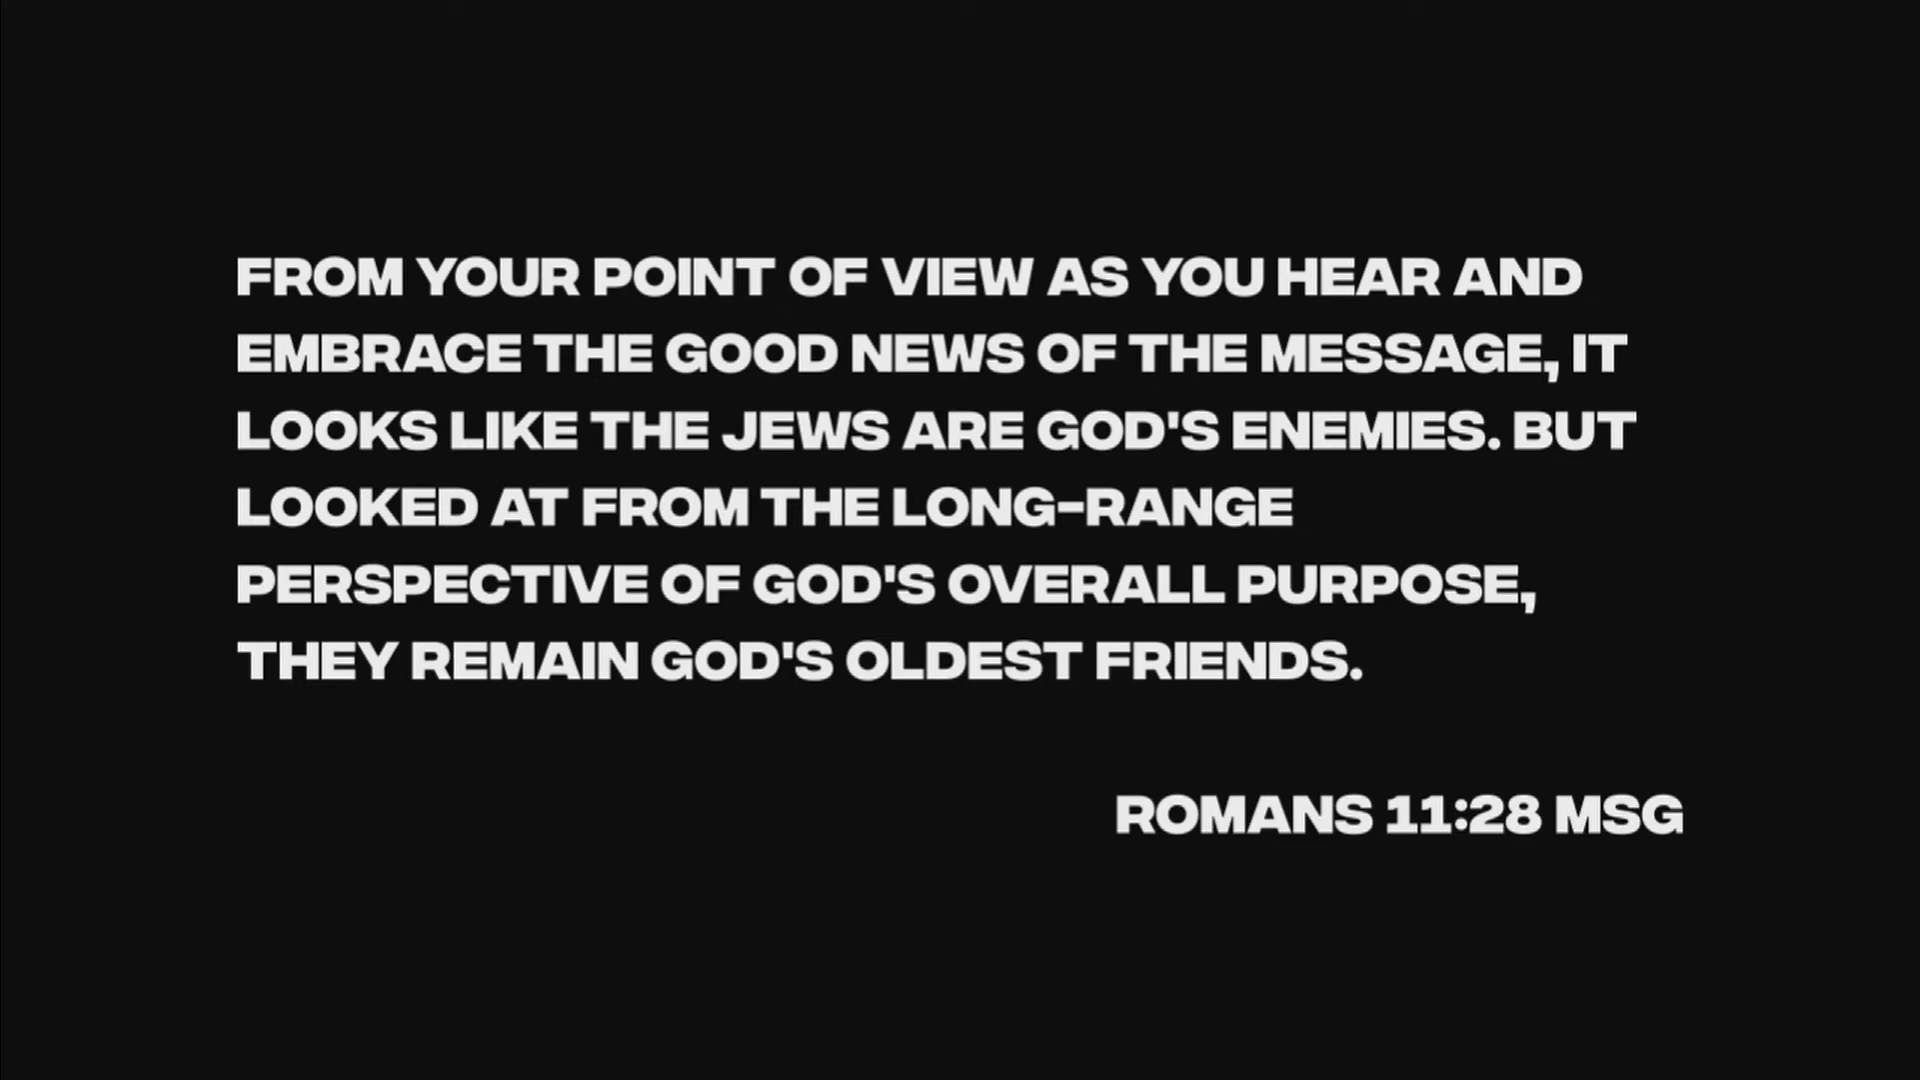 FROM YOUR POINT OF VIEW AS YOU HEAR AND
EMBRACE THE GOOD NEWS OF THE MESSAGE, IT
LOOKS LIKE THE JEWS ARE GOD'S ENEMIES. BUT
LOOKED AT FROM THE LONG-RANGE
PERSPECTIVE OF GOD'S OVERALL PURPOSE,
THEY REMAIN GOD'S OLDEST FRIENDS.
ROMANS 11:28 MSG